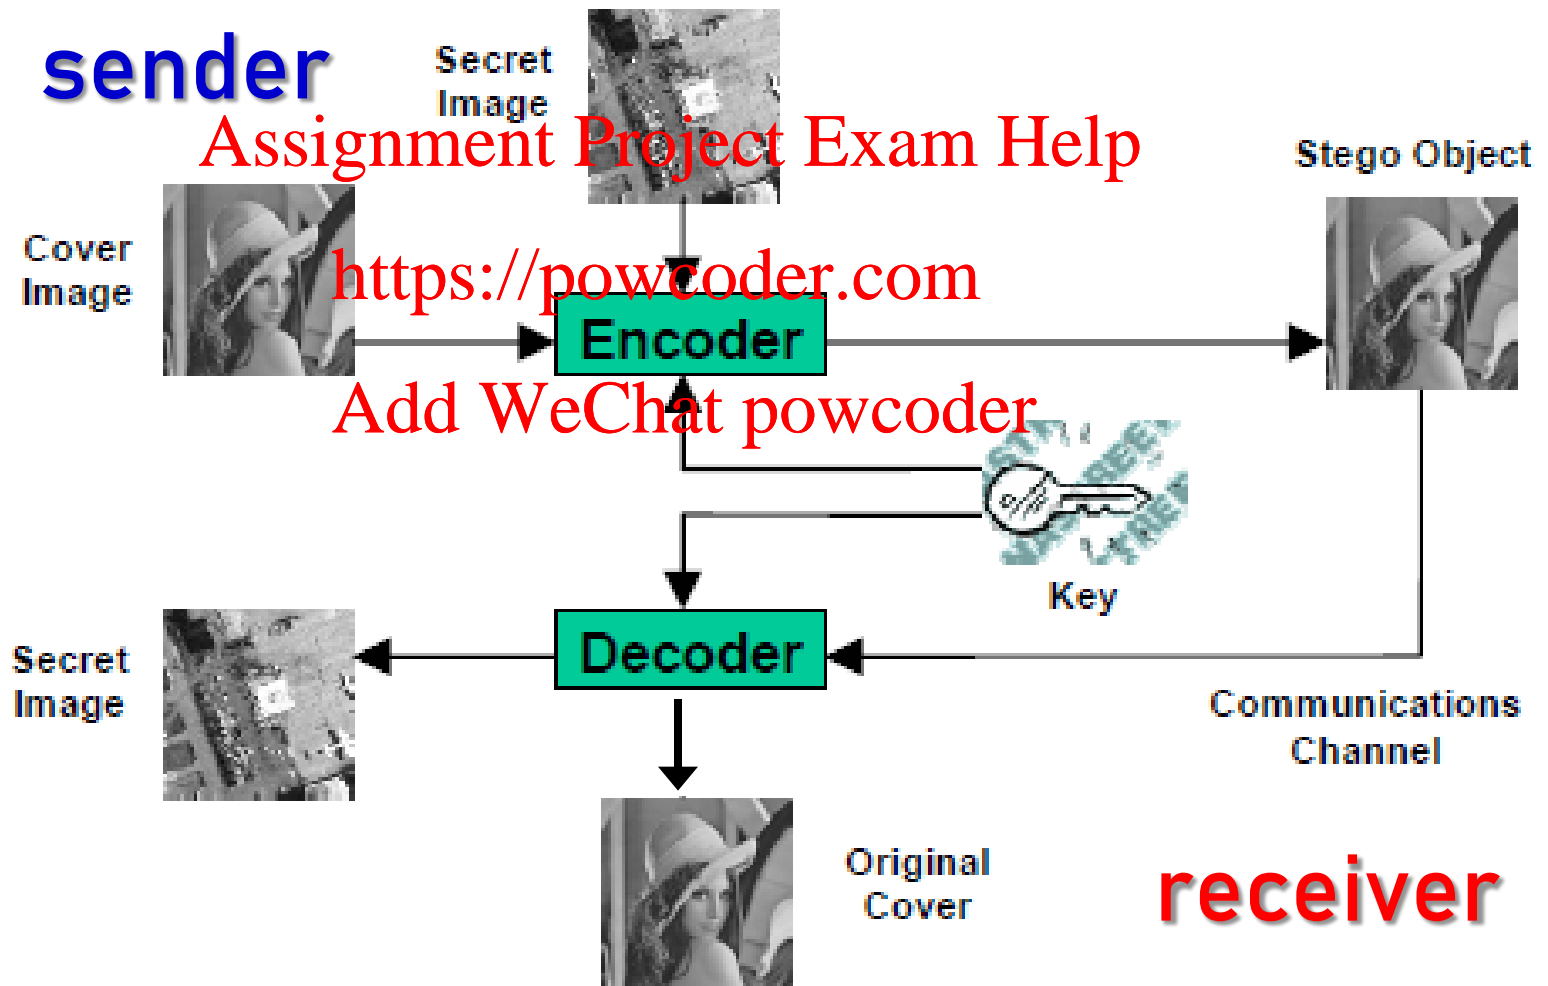 sender
Secret
Image
Assignment Project Exam Help
Stego Object
Cover
Image
https://powcoder.com
Encoder
Add WeChat powcoder
Key
Decoder
Secret
Image
Communications
Channel
Original
Cover
receiver